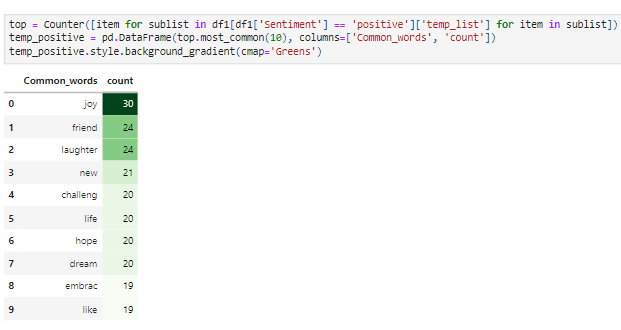 top = Counter([item for sublist in df1[df1['Sentiment'] == 'positive']['temp_list'] for item in sublist])
temp_positive = pd.DataFrame(top.most_common(10), columns=['Common_words', 'count'])
temp_positive.style.background_gradient(cmap='Greens')
Common_words count
0 joy 30
1 friend 24
2 laughter 24
3 new 21
4 challeng 20
5 life 20
6 hope 20
7 dream 20
8 embrac 19
9 like 19